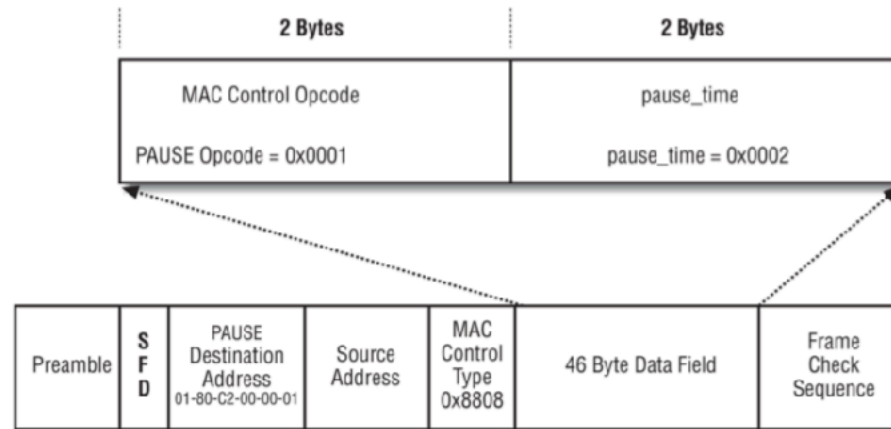 2 Bytes
2 Bytes
MAC Control Opcode
pause_time
PAUSE Opcode = 0x0001
pause_time = 0x0002
Preamble
S
F
D
PAUSE
Destination
Address
01-80-C2-00-00-01
Source
Address
MAC
Control
Type
0x8808
46 Byte Data Field
Frame
Check
Sequence